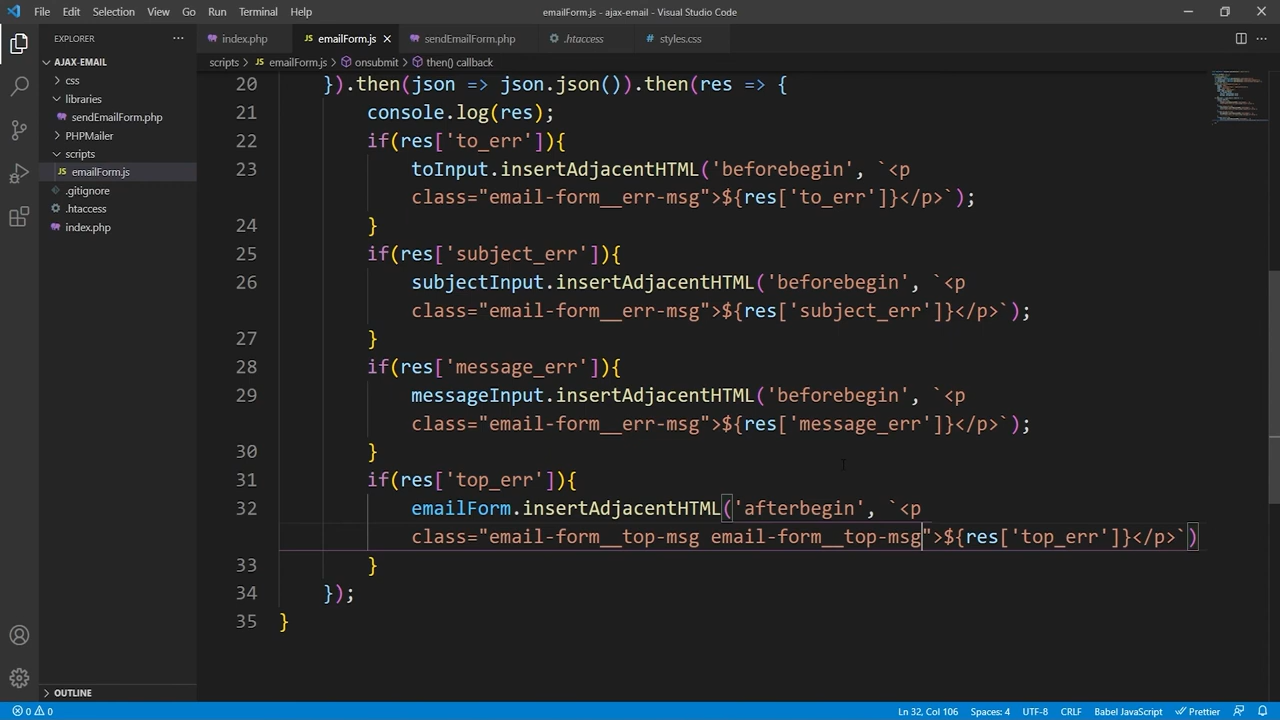 File Edit Selection View Go Run Terminal Help emailForm.js - ajax-email - Visual Studio Code
EXPLORER
index.php emailForm.js sendEmailForm.php .htaccess styles.css
AJAX-EMAIL
scripts > emailForm.js > onsubmit > then() callback
css
libraries
sendEmailForm.php
PHPMailer
scripts
emailForm.js
.gitignore
.htaccess
index.php
20 }).then(json => json.json()).then(res => {
21 console.log(res);
22 if(res['to_err']){
23 toInput.insertAdjacentHTML('beforebegin', `<p
class="email-form__err-msg">${res['to_err']}</p>`);
24 }
25 if(res['subject_err']){
26 subjectInput.insertAdjacentHTML('beforebegin', `<p
class="email-form__err-msg">${res['subject_err']}</p>`);
27 }
28 if(res['message_err']){
29 messageInput.insertAdjacentHTML('beforebegin', `<p
class="email-form__err-msg">${res['message_err']}</p>`);
30 }
31 if(res['top_err']){
32 emailForm.insertAdjacentHTML('afterbegin', `<p
class="email-form__top-msg email-form__top-msg">${res['top_err']}</p>`)
33 }
34 });
35 }
OUTLINE
0 0 Ln 32, Col 106 Spaces: 4 UTF-8 CRLF Babel JavaScript Prettier